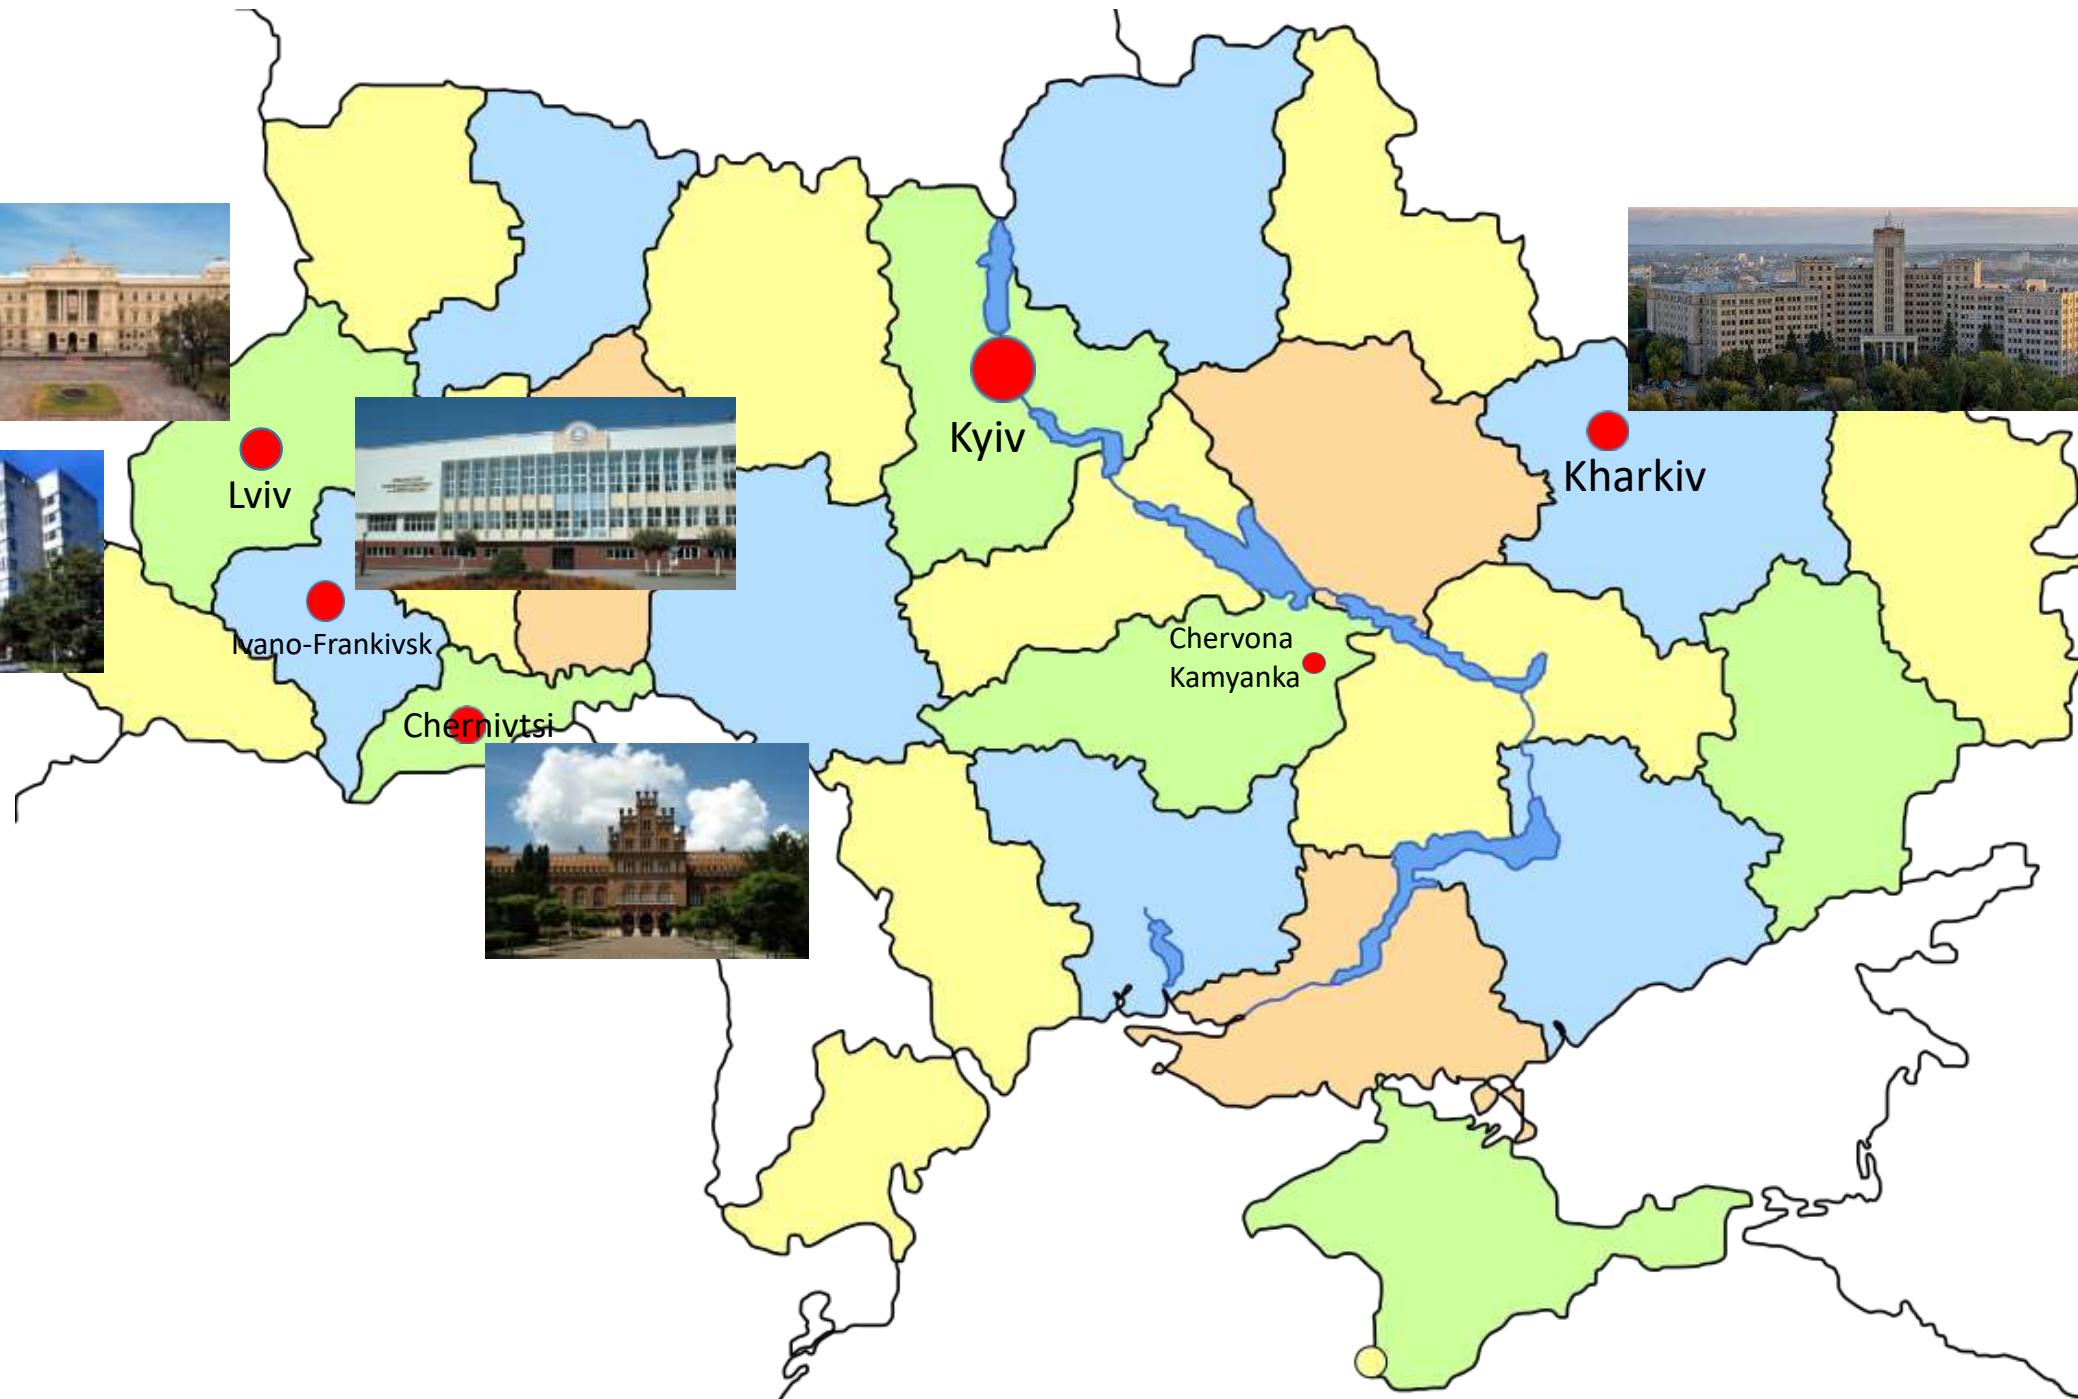 Kyiv
Kharkiv
Lviv
Chervona
Kamyanka
Ivano-Frankivsk
Chernivtsi